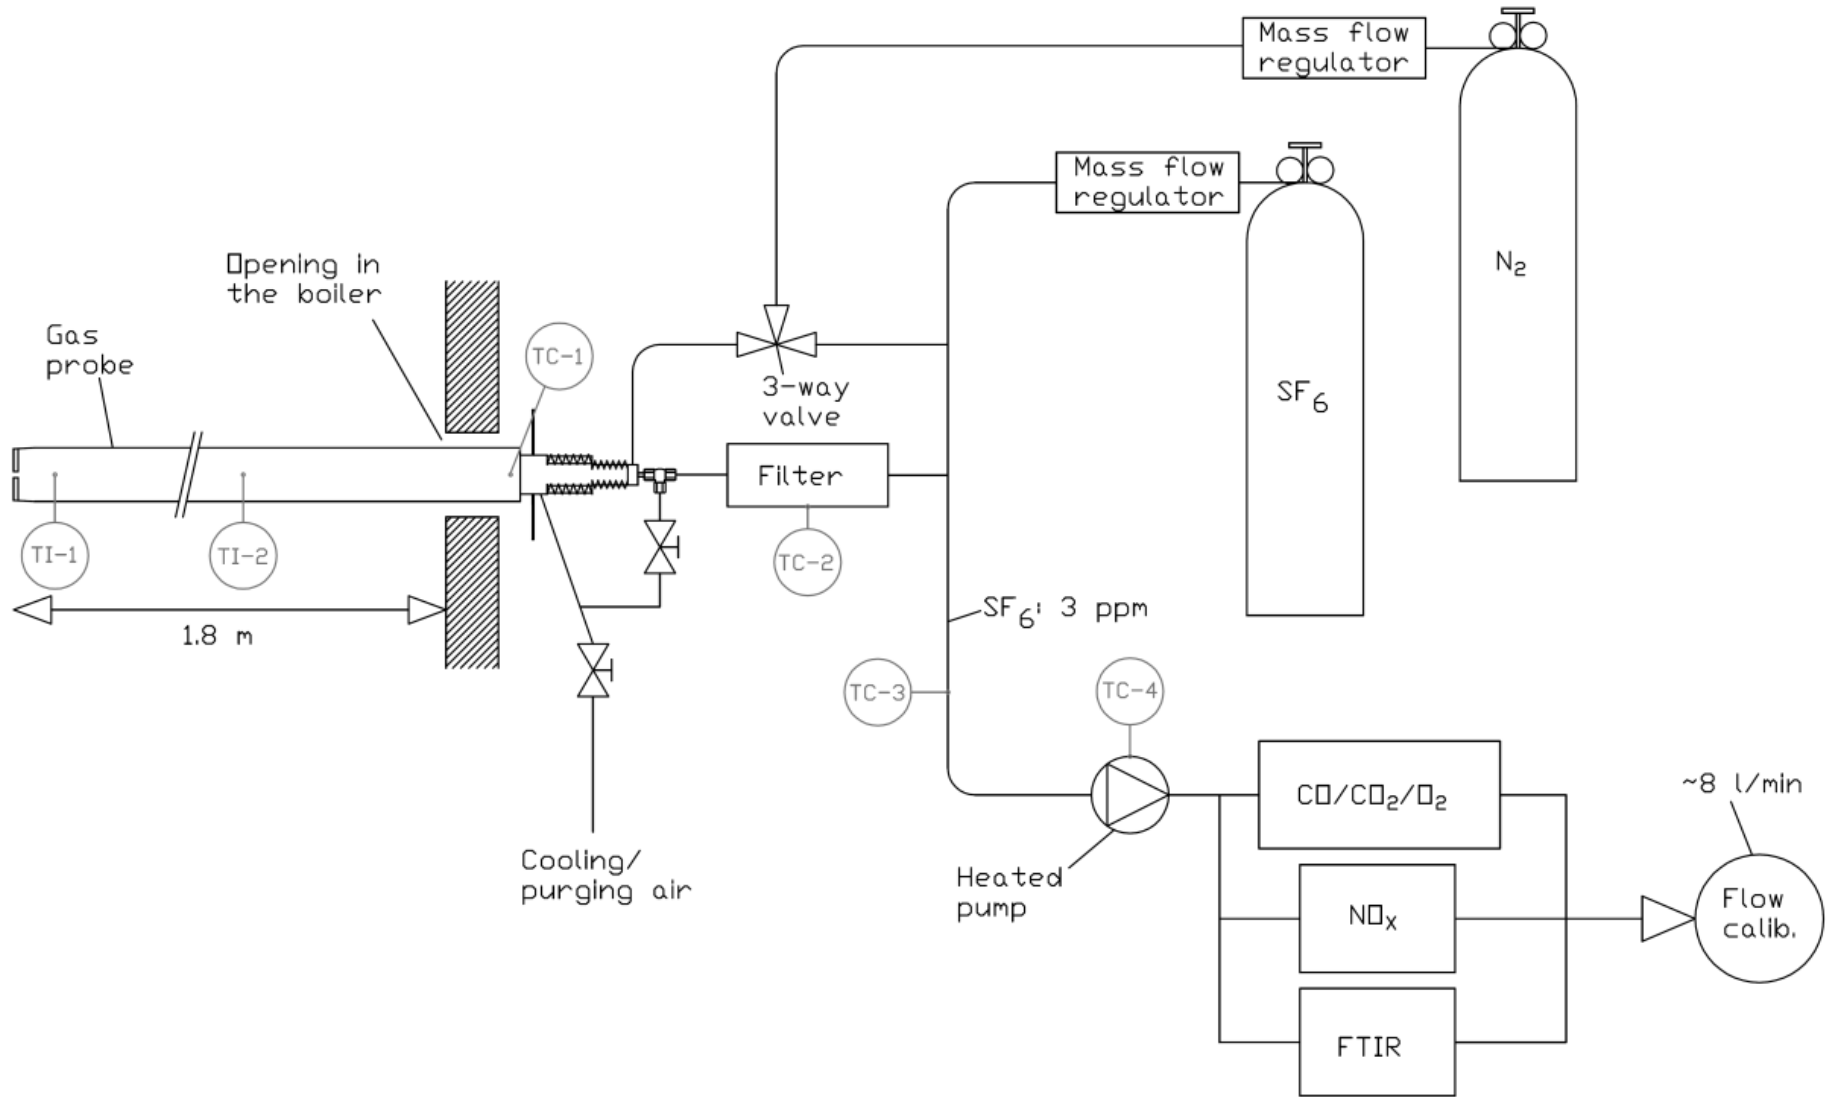 Mass flow
regulator
Mass flow
regulator
N₂
SF₆
Opening in
the boiler
Gas
probe
TC-1
3-way
valve
Filter
TI-1
TI-2
TC-2
1.8 m
SF₆: 3 ppm
TC-3
TC-4
Cooling/
purging air
Heated
pump
CO/CO₂/O₂
~8 l/min
Flow
calib.
NOₓ
FTIR